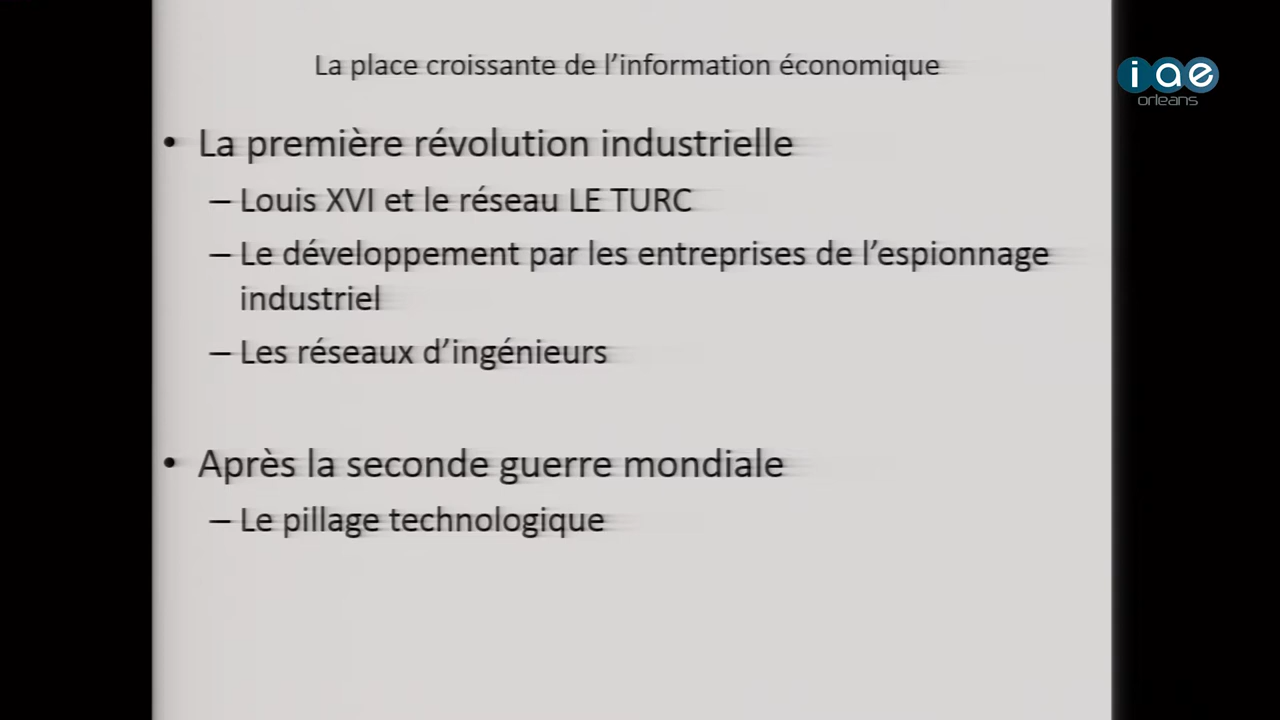 La place croissante de l’information économique
iae
orleans
• La première révolution industrielle
– Louis XVI et le réseau LE TURC
– Le développement par les entreprises de l’espionnage
industriel
– Les réseaux d’ingénieurs
• Après la seconde guerre mondiale
– Le pillage technologique